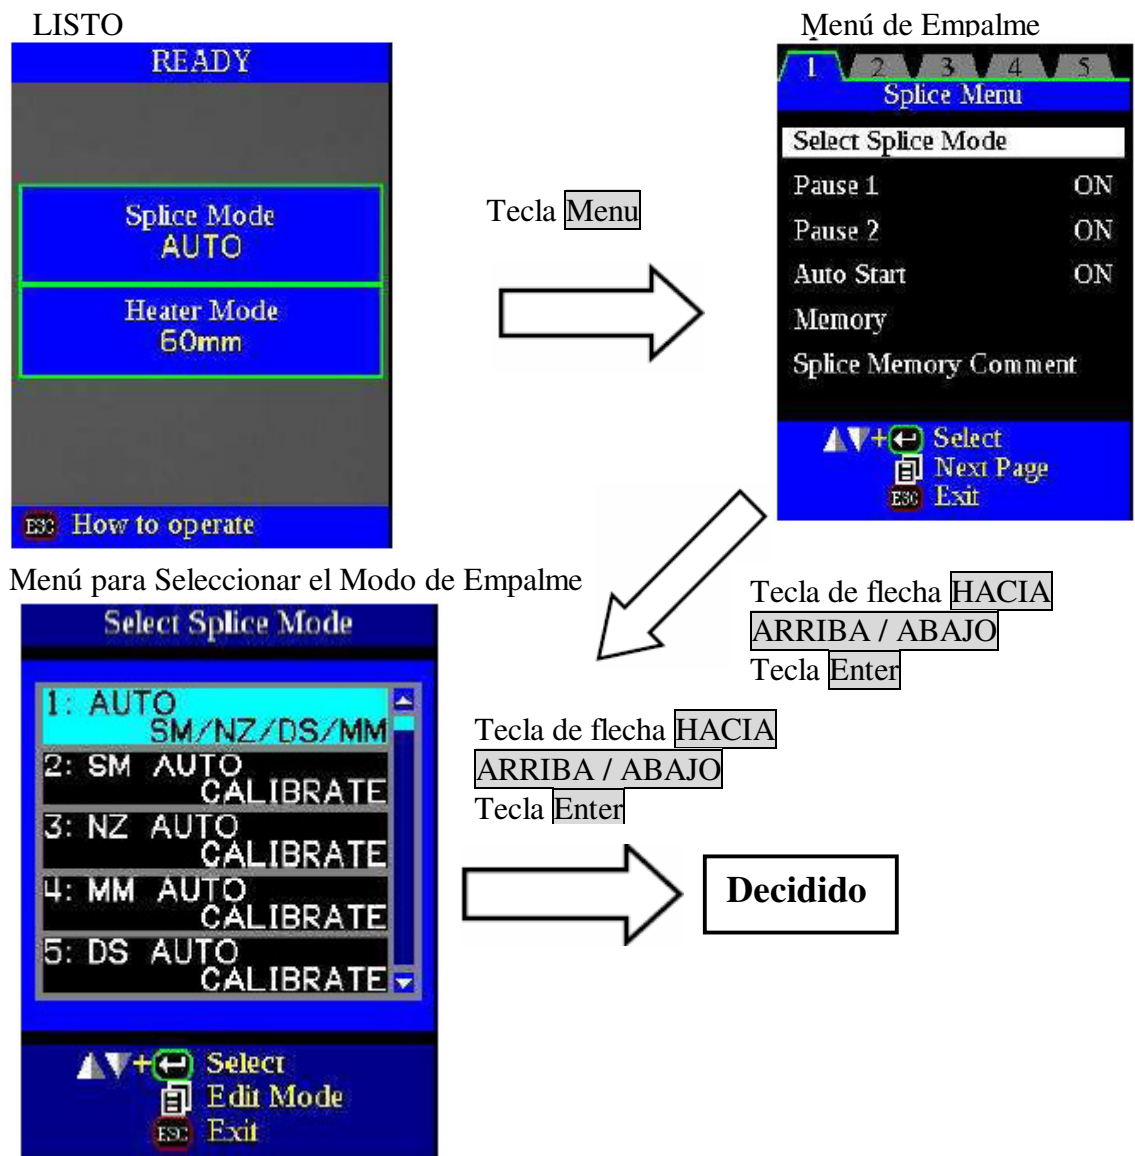 LISTO
READY
Splice Mode
AUTO
Heater Mode
60mm
ESC How to operate
Tecla Menu
Menú de Empalme
1 2 3 4 5
Splice Menu
Select Splice Mode
Pause 1 ON
Pause 2 ON
Auto Start ON
Memory
Splice Memory Comment
+ Select
Next Page
ESC Exit
Tecla de flecha HACIA
ARRIBA / ABAJO
Tecla Enter
Menú para Seleccionar el Modo de Empalme
Select Splice Mode
1: AUTO
SM/NZ/DS/MM
2: SM AUTO
CALIBRATE
3: NZ AUTO
CALIBRATE
4: MM AUTO
CALIBRATE
5: DS AUTO
CALIBRATE
+ Select
Edit Mode
ESC Exit
Tecla de flecha HACIA
ARRIBA / ABAJO
Tecla Enter
Decidido